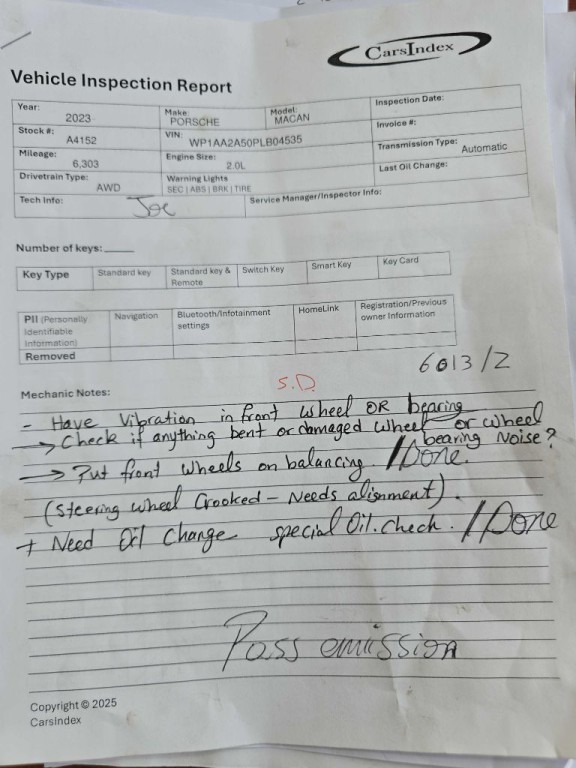 CarsIndex
Vehicle Inspection Report
Year: 2023 Make: PORSCHE Model: MACAN Inspection Date:
Stock #: A4152 VIN: WP1AA2A50PLB04535 Invoice #:
Mileage: 6,303 Engine Size: 2.0L Transmission Type: Automatic
Drivetrain Type: AWD Warning Lights SEC | ABS | BRK | TIRE Last Oil Change:
Tech Info: Joe Service Manager/Inspector Info:
Number of keys:
Key Type Standard key Standard key & Remote Switch Key Smart Key Key Card
PII (Personally Identifiable Information) Navigation Bluetooth/Infotainment settings HomeLink Registration/Previous owner Information
Removed
6013/2
S.D.
Mechanic Notes:
- Have Vibration in front wheel OR bearing
→ Check if anything bent or damaged wheel or wheel bearing Noise?
→ Put front wheels on balancing. // Done.
(Steering wheel Crooked - Needs alignment).
+ Need Oil Change special Oil. check. // Done
Pass emission
Copyright © 2025
CarsIndex